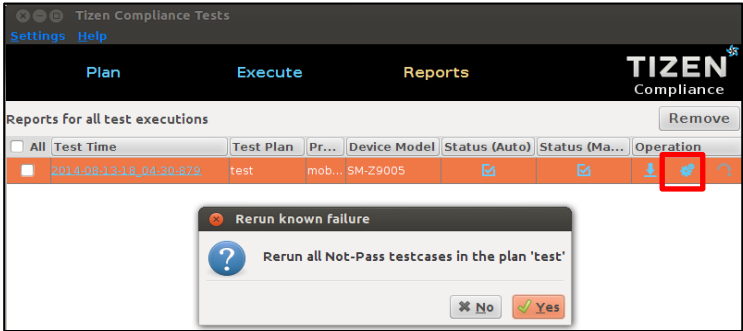 Tizen Compliance Tests
Settings Help
Plan Execute Reports
TIZEN
Compliance
Reports for all test executions Remove
All Test Time Test Plan Pr... Device Model Status (Auto) Status (Ma... Operation
2014-08-13-18_04-30-879 test mob... SM-Z9005
Rerun known failure
Rerun all Not-Pass testcases in the plan 'test'
No Yes